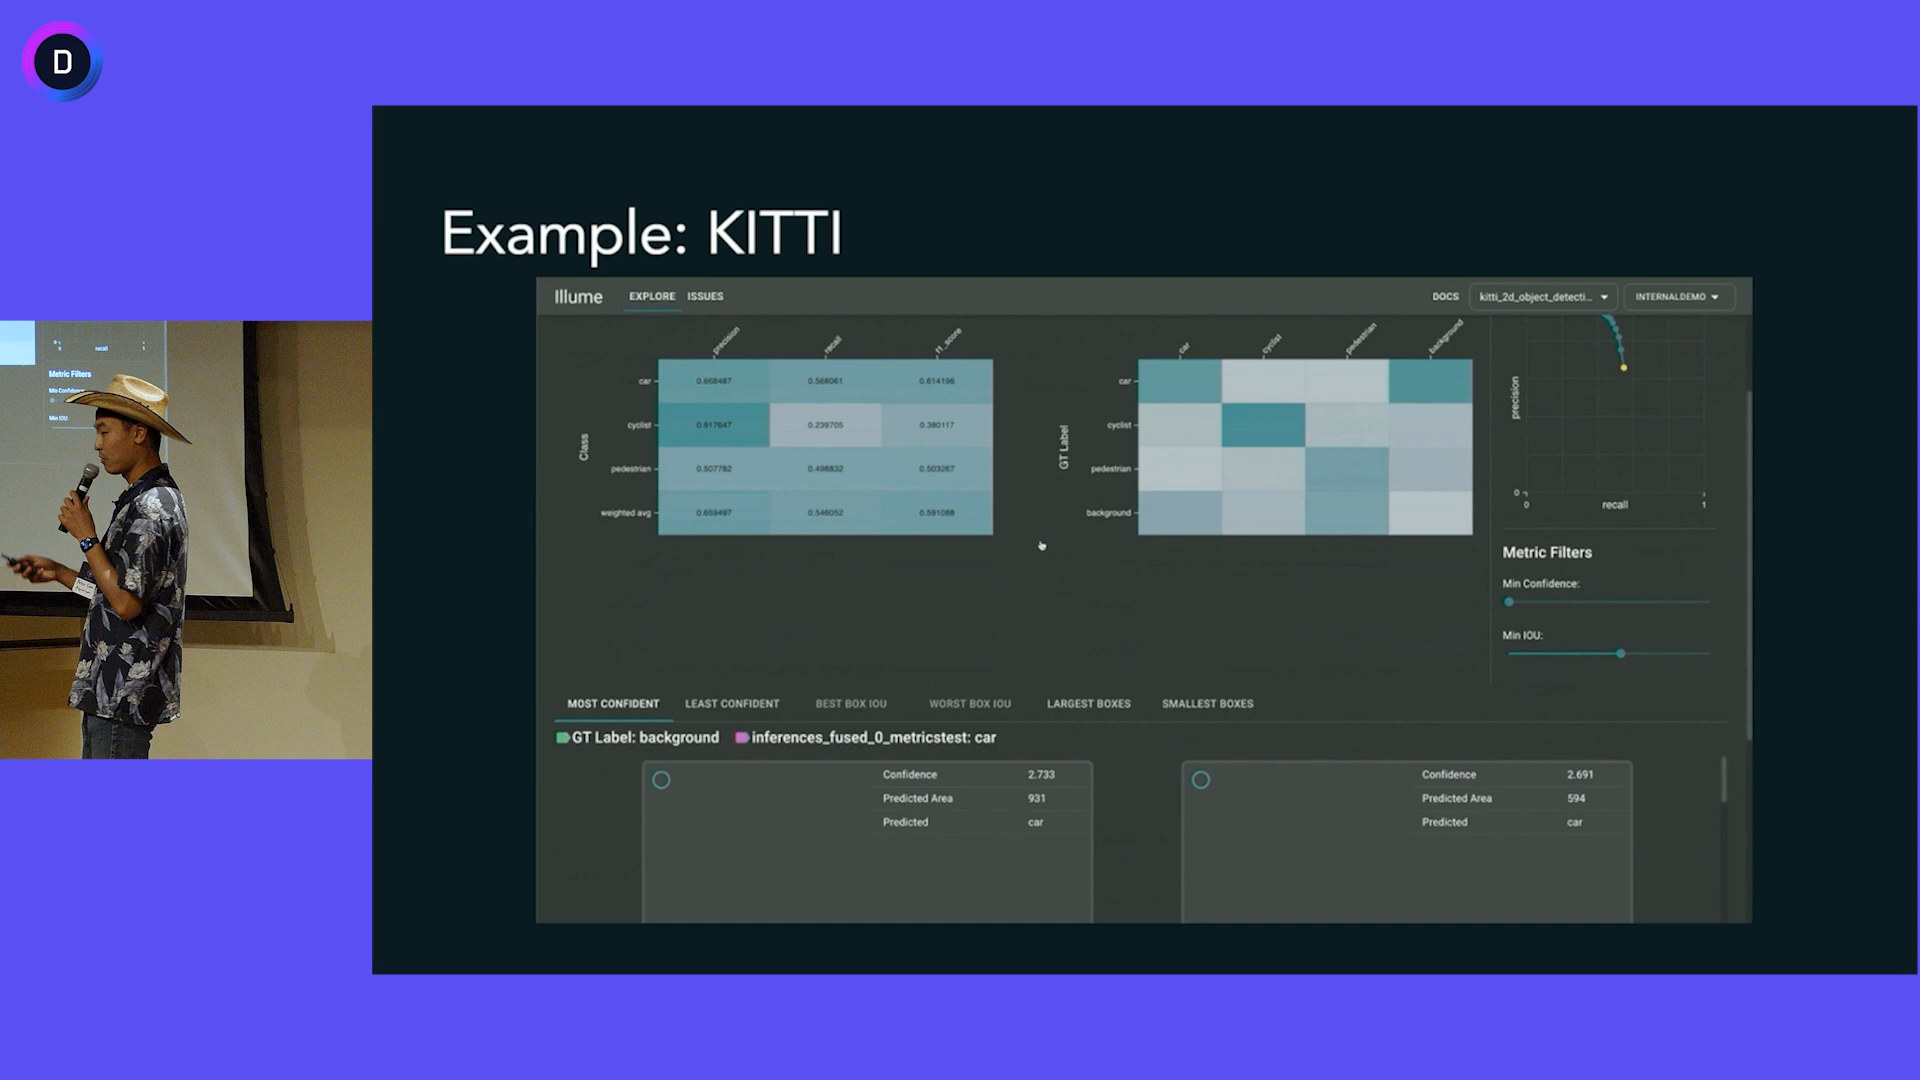 D
Example: KITTI
Illume EXPLORE ISSUES DOCS kitti_2d_object_detecti... INTERNALDEMO
precision recall f1_score
Class
car 0.668487 0.568061 0.614196
cyclist 0.917647 0.239705 0.380117
pedestrian 0.507782 0.498832 0.503267
weighted avg 0.659497 0.546052 0.591088
car cyclist pedestrian background
GT Label
car
cyclist
pedestrian
background
precision
0
0 recall 1
Metric Filters
Min Confidence:
Min IOU:
MOST CONFIDENT LEAST CONFIDENT BEST BOX IOU WORST BOX IOU LARGEST BOXES SMALLEST BOXES
GT Label: background inferences_fused_0_metricstest: car
Confidence 2.733
Predicted Area 931
Predicted car
Confidence 2.691
Predicted Area 594
Predicted car
recall
Metric Filters
Min IOU: